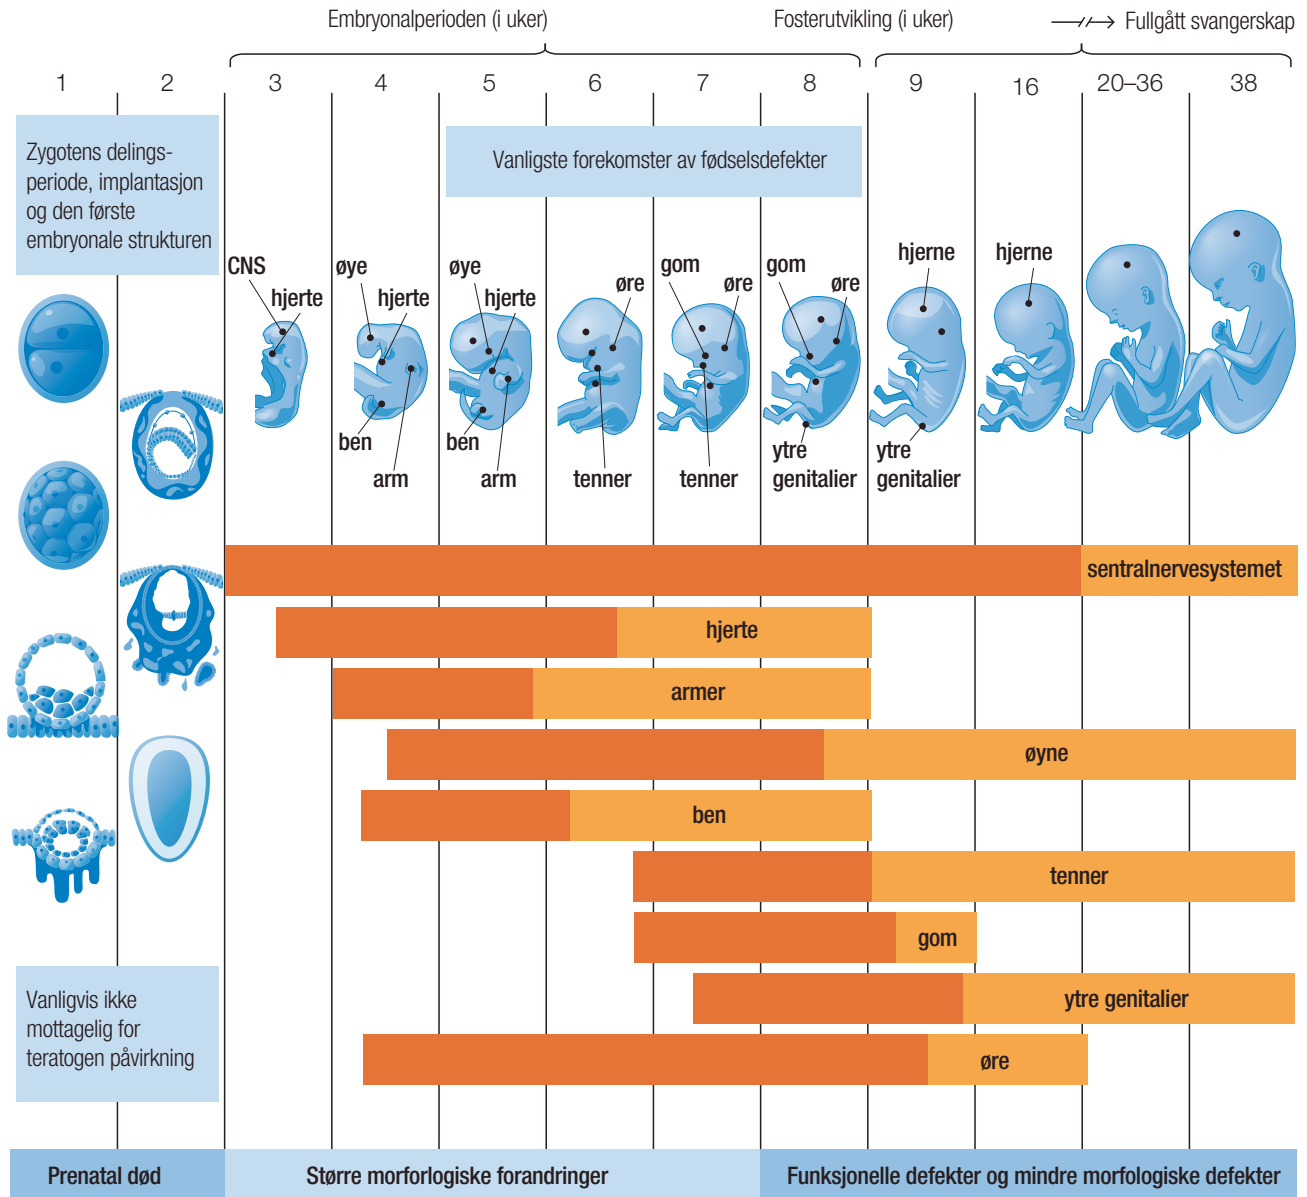 Embryonalperioden (i uker)
Fosterutvikling (i uker)
Fullgått svangerskap
1 2 3 4 5 6 7 8 9 16 20–36 38
Zygotens delings-
periode, implantasjon
og den første
embryonale strukturen
Vanligste forekomster av fødselsdefekter
CNS
hjerte
øye
hjerte
ben
arm
øye
hjerte
ben
arm
øre
tenner
gom
øre
tenner
gom
øre
ytre
genitalier
hjerne
ytre
genitalier
hjerne
sentralnervesystemet
hjerte
armer
øyne
ben
tenner
gom
ytre genitalier
øre
Vanligvis ikke
mottagelig for
teratogen påvirkning
Prenatal død
Större morforlogiske forandringer
Funksjonelle defekter og mindre morfologiske defekter